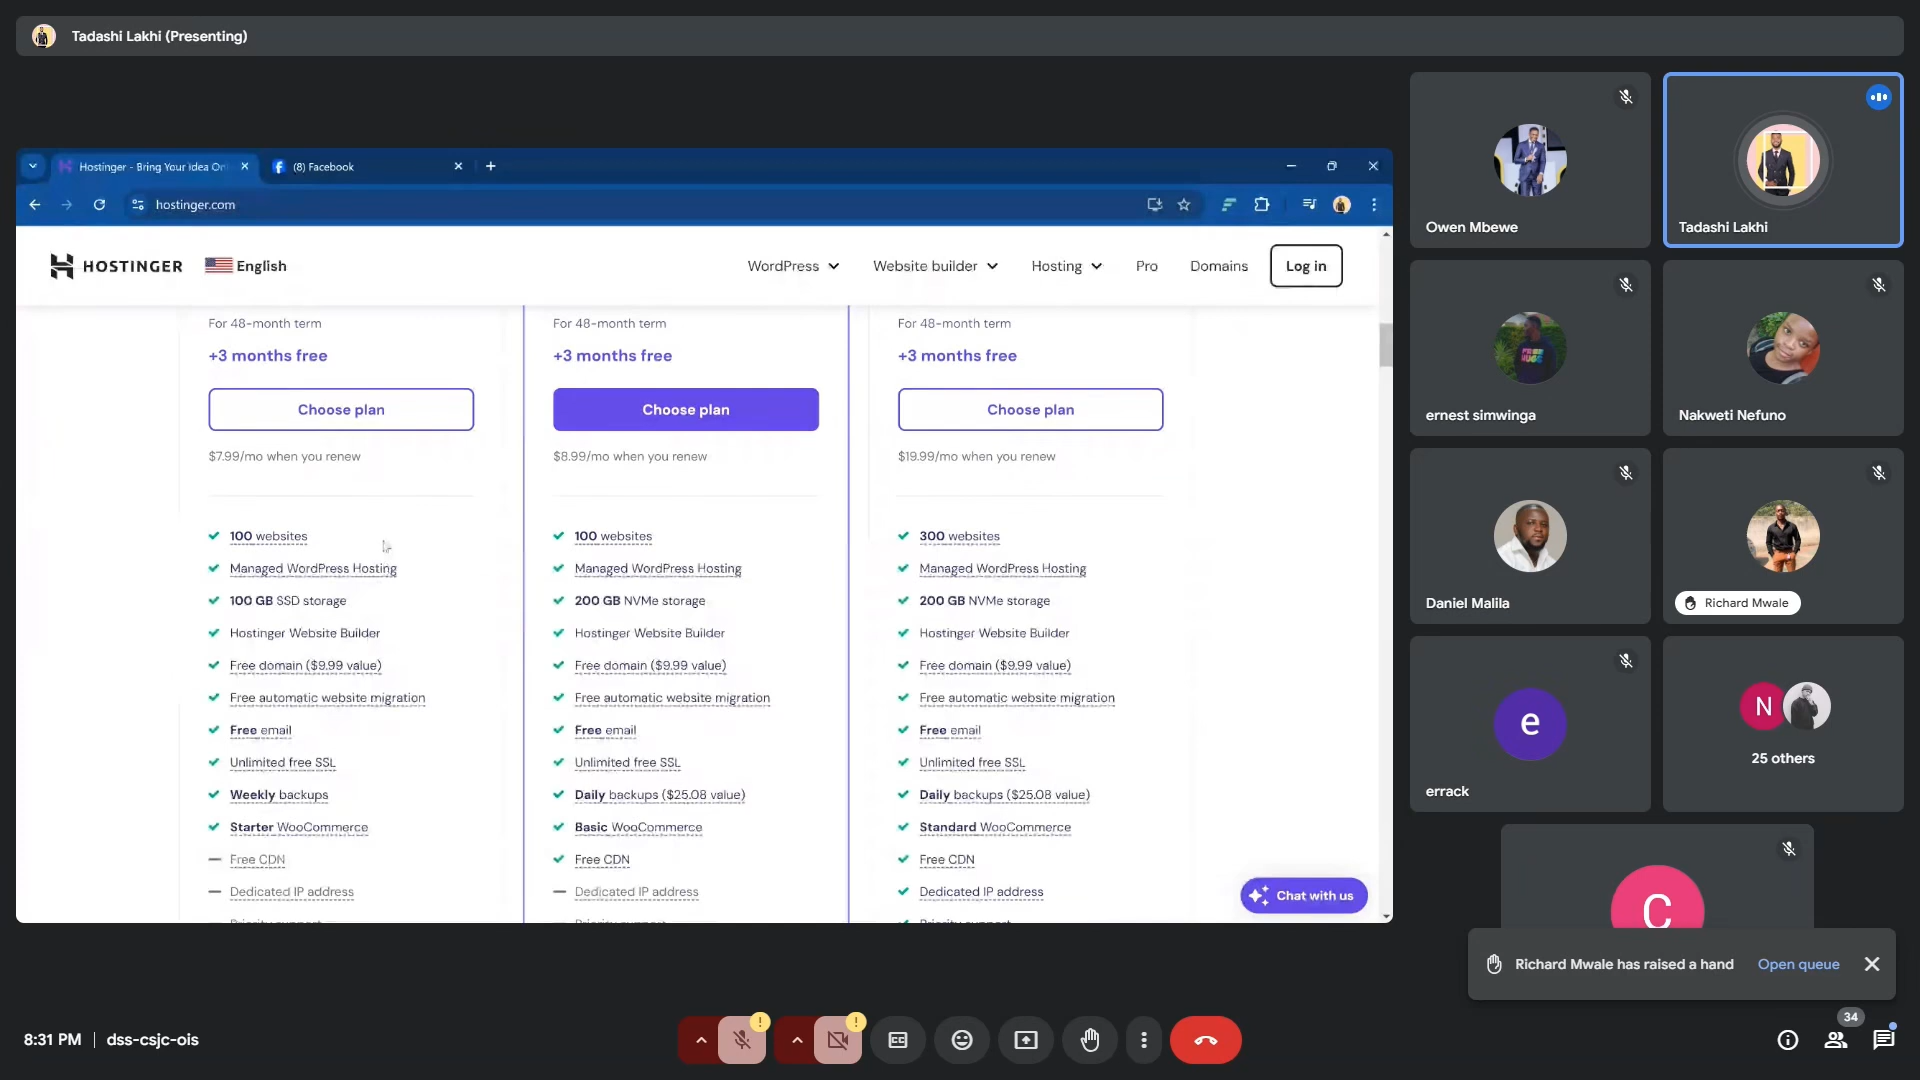 Tadashi Lakhi (Presenting)
Hostinger - Bring Your Idea Onl
(8) Facebook
hostinger.com
HOSTINGER
English
WordPress
Website builder
Hosting
Pro
Domains
Log in
For 48-month term
+3 months free
Choose plan
$7.99/mo when you renew
100 websites
Managed WordPress Hosting
100 GB SSD storage
Hostinger Website Builder
Free domain ($9.99 value)
Free automatic website migration
Free email
Unlimited free SSL
Weekly backups
Starter WooCommerce
Free CDN
Dedicated IP address
Priority support
For 48-month term
+3 months free
Choose plan
$8.99/mo when you renew
100 websites
Managed WordPress Hosting
200 GB NVMe storage
Hostinger Website Builder
Free domain ($9.99 value)
Free automatic website migration
Free email
Unlimited free SSL
Daily backups ($25.08 value)
Basic WooCommerce
Free CDN
Dedicated IP address
Priority support
For 48-month term
+3 months free
Choose plan
$19.99/mo when you renew
300 websites
Managed WordPress Hosting
200 GB NVMe storage
Hostinger Website Builder
Free domain ($9.99 value)
Free automatic website migration
Free email
Unlimited free SSL
Daily backups ($25.08 value)
Standard WooCommerce
Free CDN
Dedicated IP address
Priority support
Chat with us
Owen Mbewe
Tadashi Lakhi
ernest simwinga
Nakweti Nefuno
Daniel Malila
Richard Mwale
e
errack
N
25 others
C
Richard Mwale has raised a hand
Open queue
8:31 PM
dss-csjc-ois
34